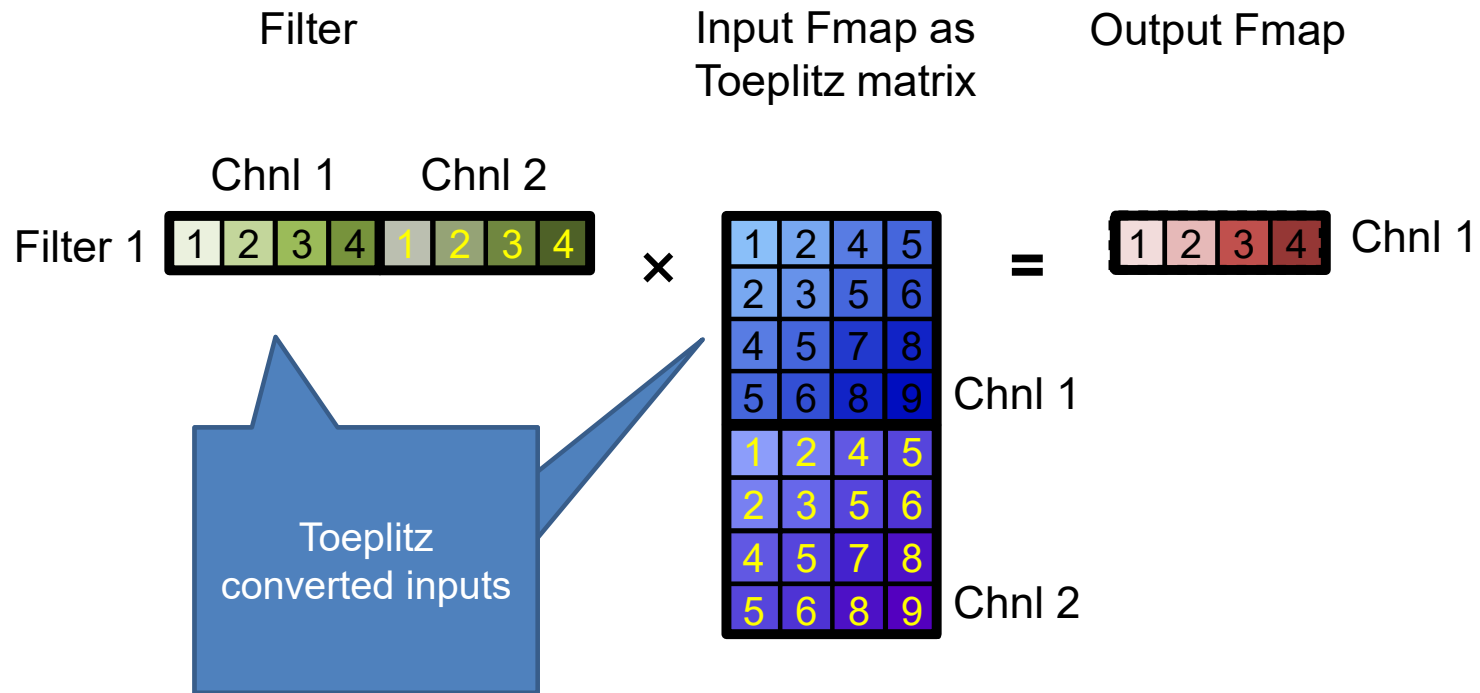 Filter
Input Fmap as
Toeplitz matrix
Output Fmap
Chnl 1 Chnl 2
Filter 1 1 2 3 4 1 2 3 4 × 1 2 4 5 = 1 2 3 4 Chnl 1
2 3 5 6
4 5 7 8
5 6 8 9 Chnl 1
1 2 4 5
2 3 5 6
4 5 7 8
5 6 8 9 Chnl 2
Toeplitz
converted inputs